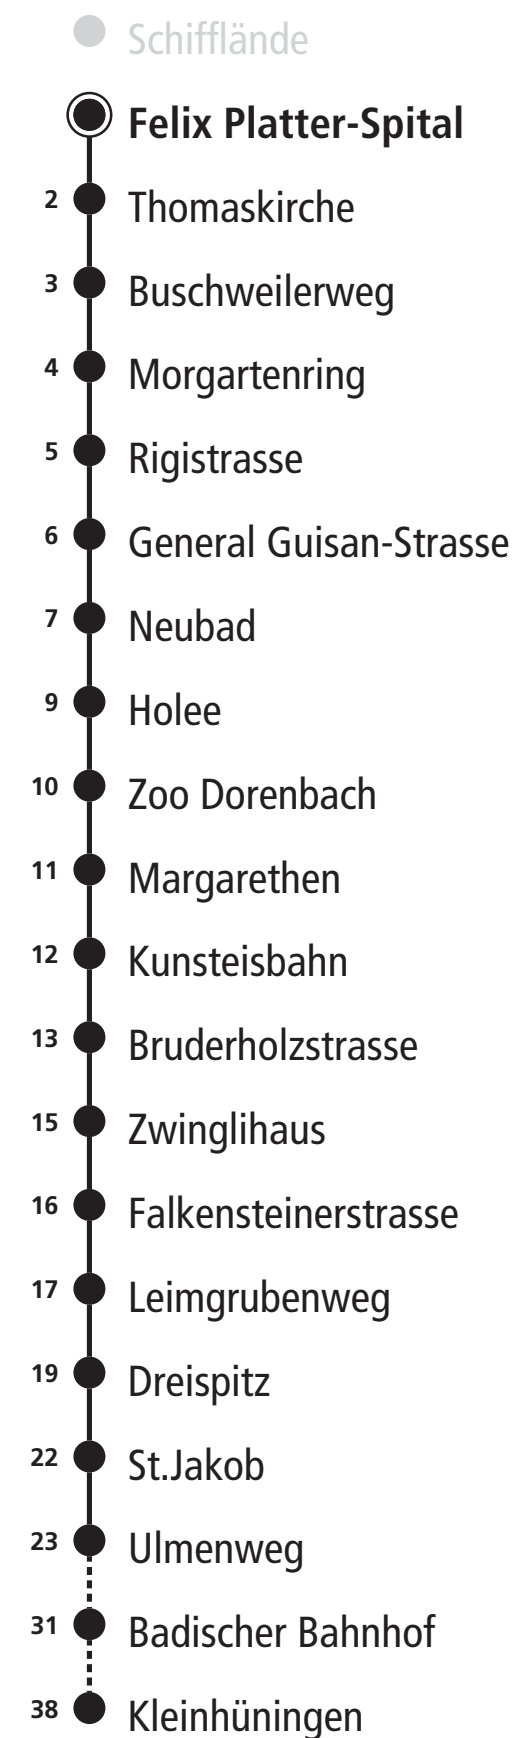 Schifflände
Felix Platter-Spital
2 Thomaskirche
3 Buschweilerweg
4 Morgartenring
5 Rigistrasse
6 General Guisan-Strasse
7 Neubad
9 Holee
10 Zoo Dorenbach
11 Margarethen
12 Kunsteisbahn
13 Bruderholzstrasse
15 Zwinglihaus
16 Falkensteinerstrasse
17 Leimgrubenweg
19 Dreispitz
22 St.Jakob
23 Ulmenweg
31 Badischer Bahnhof
38 Kleinhüningen